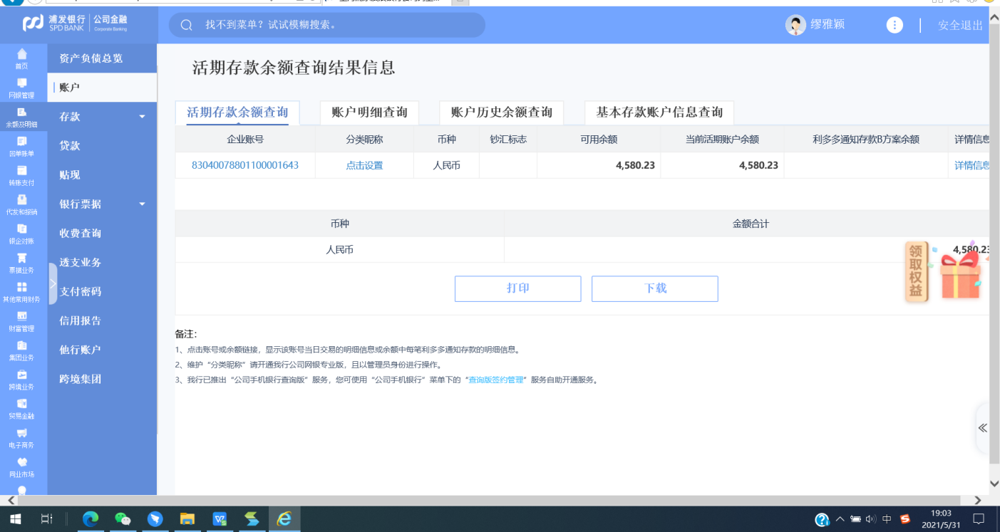 浦发银行 公司金融
SPD BANK Corporate Banking
找不到菜单？试试模糊搜索。
缪雅颖
安全退出
首页
网银管理
余额及明细
回单账单
转账支付
代发和报销
银企对账
票据业务
其他常用财务
财富管理
集团业务
跨境业务
贸易金融
电子商务
同业市场
资产负债总览
账户
存款
贷款
贴现
银行票据
收费查询
透支业务
支付密码
信用报告
他行账户
跨境集团
活期存款余额查询结果信息
活期存款余额查询 账户明细查询 账户历史余额查询 基本存款账户信息查询
企业账号 分类昵称 币种 钞汇标志 可用余额 当前活期账户余额 利多多通知存款B方案余额 详情信息
83040078801100001643 点击设置 人民币 4,580.23 4,580.23 详情信息
币种 金额合计
人民币 4,580.23
领取权益
打印 下载
备注：
1、点击账号或余额链接，显示该账号当日交易的明细信息或余额中每笔利多多通知存款的明细信息。
2、维护“分类昵称”请开通我行公司网银专业版，且以管理员身份进行操作。
3、我行已推出“公司手机银行查询版”服务，您可使用“公司手机银行”菜单下的“查询版签约管理”服务自助开通服务。
中
19:03
2021/5/31